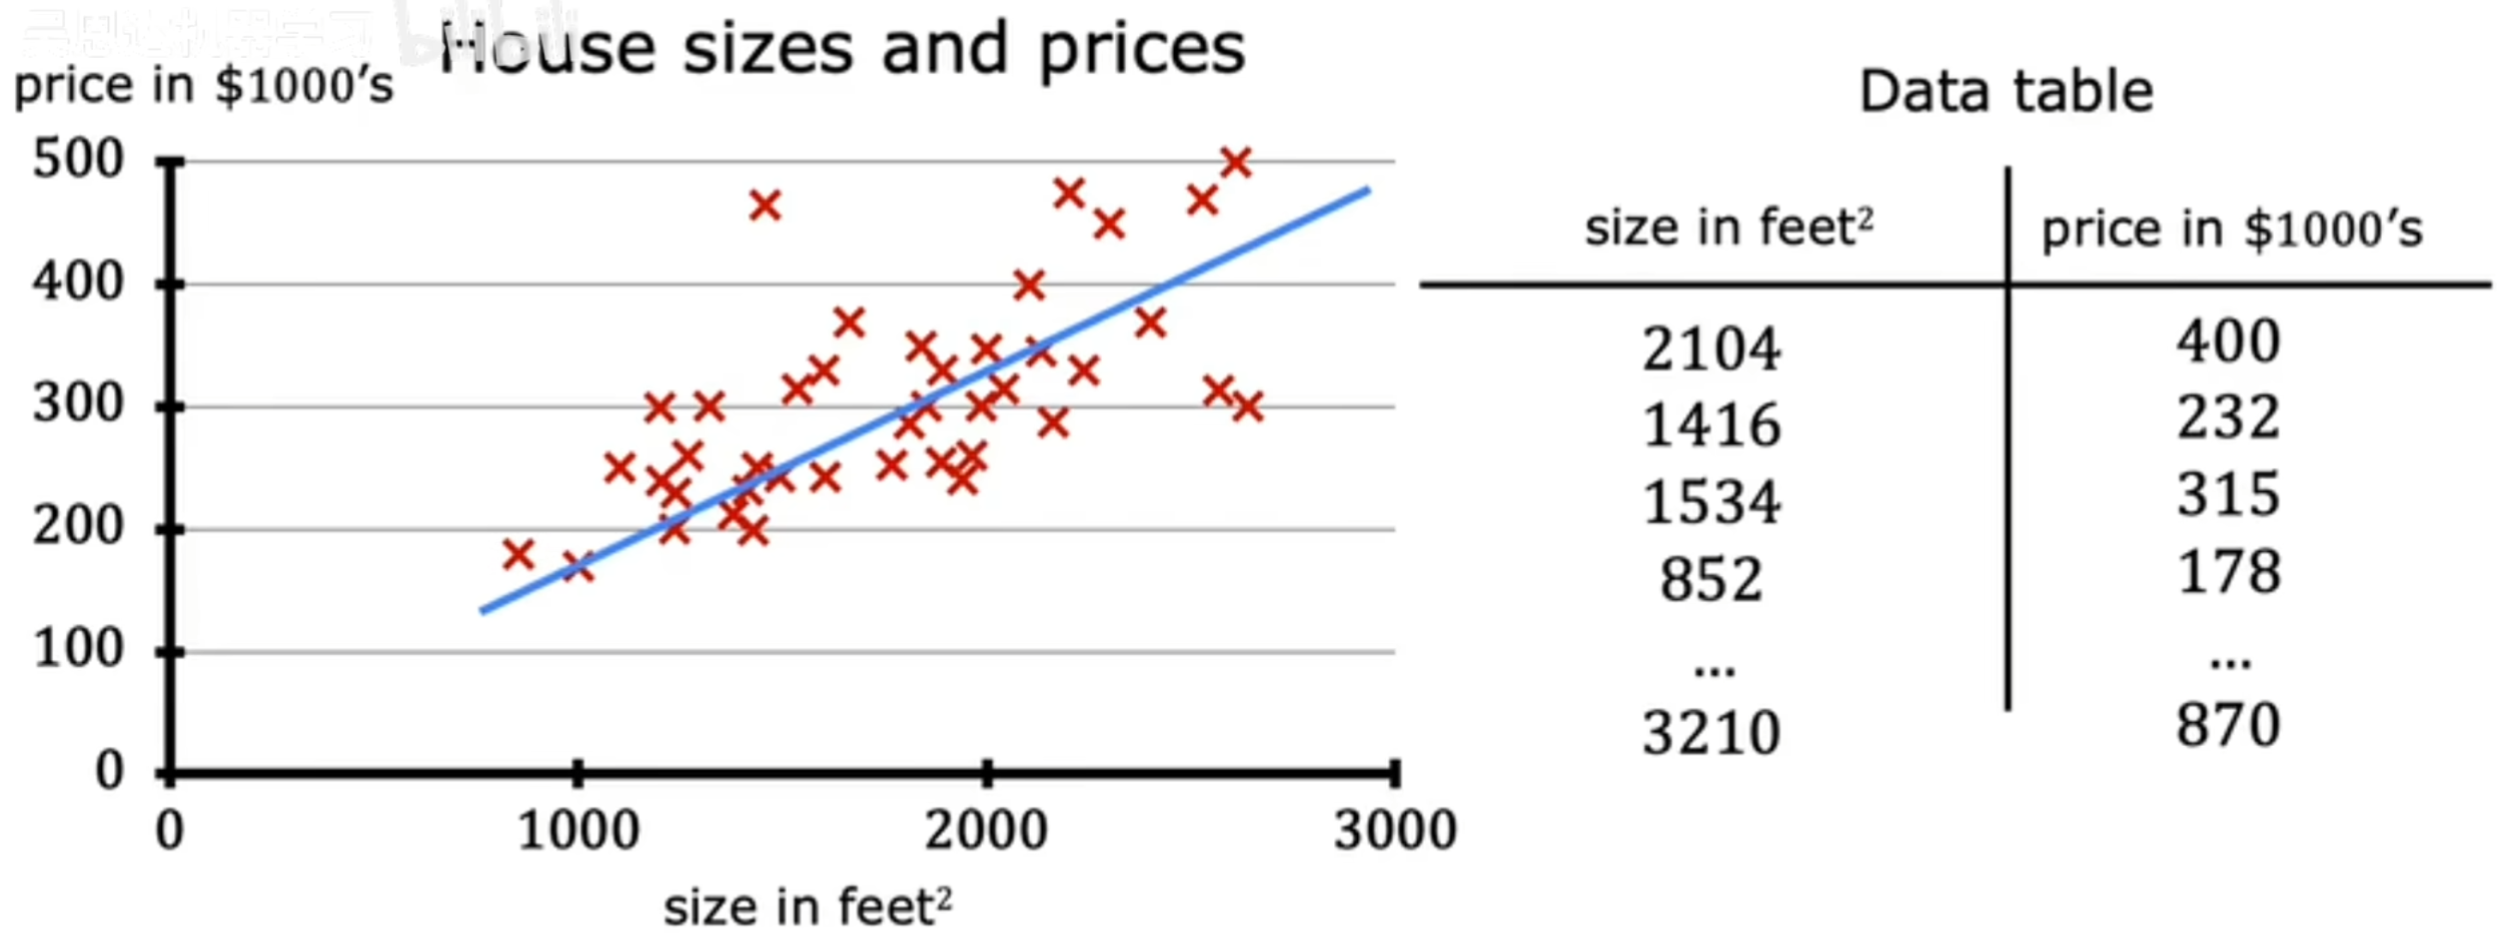 House sizes and prices
price in $1000's
500
400
300
200
100
0
0 1000 2000 3000
size in feet²
Data table
size in feet² price in $1000's
2104 400
1416 232
1534 315
852 178
... ...
3210 870